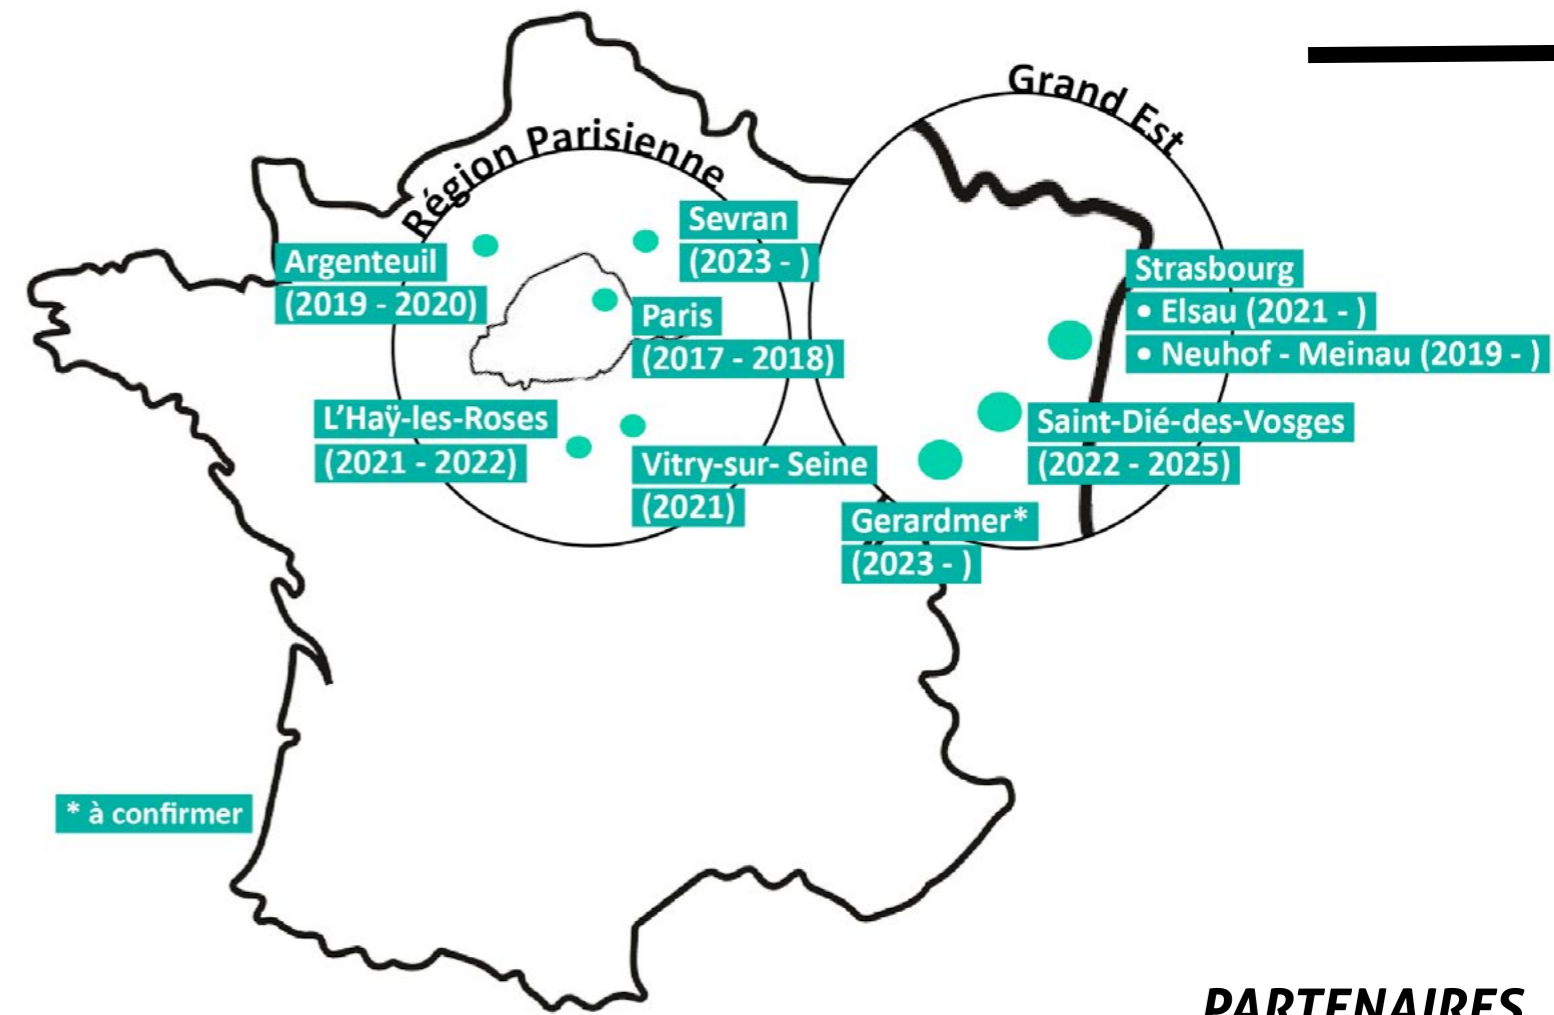 Grand Est
Région Parisienne
Sevran
(2023 - )
Argenteuil
(2019 - 2020)
Paris
(2017 - 2018)
L'Haÿ-les-Roses
(2021 - 2022)
Vitry-sur- Seine
(2021)
Strasbourg
• Elsau (2021 - )
• Neuhof - Meinau (2019 - )
Saint-Dié-des-Vosges
(2022 - 2025)
Gerardmer*
(2023 - )
* à confirmer
PARTENAIRES